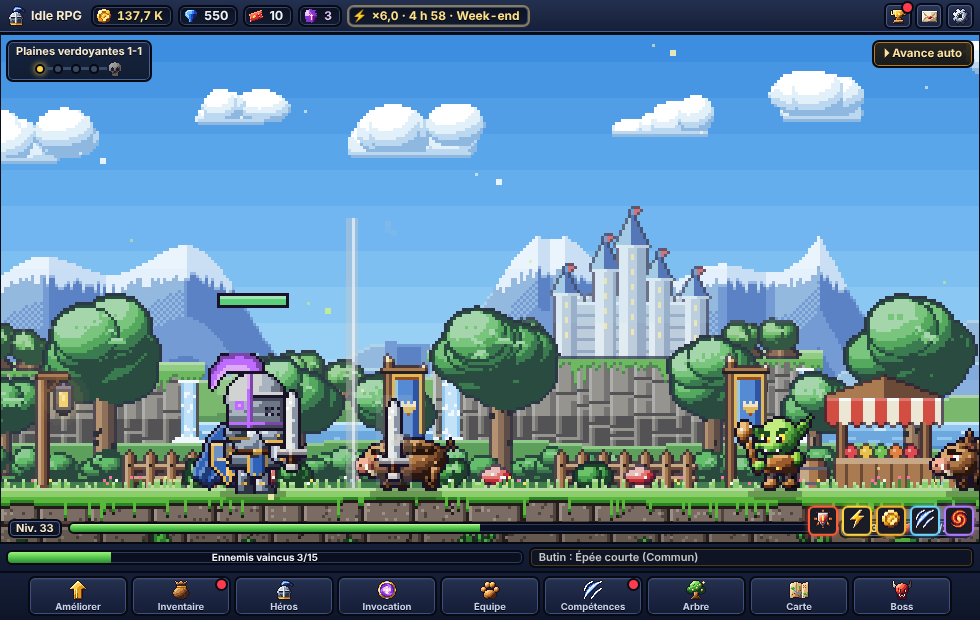 Idle RPG
137,7 K
550
10
3
×6,0 · 4 h 58 · Week-end
Plaines verdoyantes 1-1
Avance auto
Niv. 33
Ennemis vaincus 3/15
Butin : Épée courte (Commun)
Améliorer
Inventaire
Héros
Invocation
Equipe
Compétences
Arbre
Carte
Boss